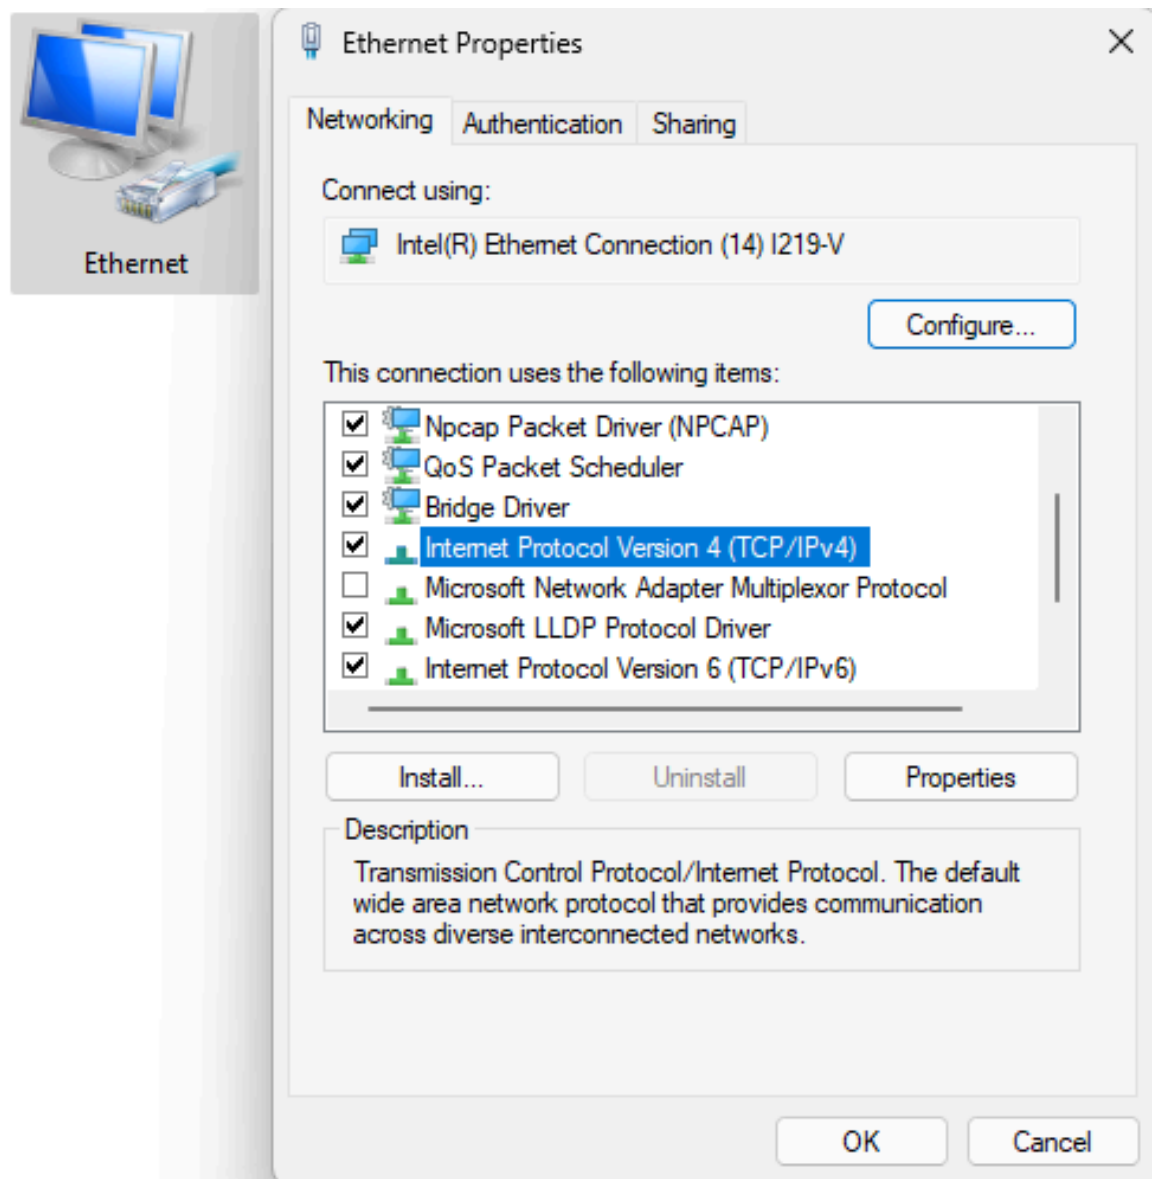 Ethernet
Ethernet Properties
Networking
Authentication
Sharing
Connect using:
Intel(R) Ethernet Connection (14) I219-V
Configure...
This connection uses the following items:
Npcap Packet Driver (NPCAP)
QoS Packet Scheduler
Bridge Driver
Internet Protocol Version 4 (TCP/IPv4)
Microsoft Network Adapter Multiplexor Protocol
Microsoft LLDP Protocol Driver
Internet Protocol Version 6 (TCP/IPv6)
Install...
Uninstall
Properties
Description
Transmission Control Protocol/Internet Protocol. The default
wide area network protocol that provides communication
across diverse interconnected networks.
OK
Cancel